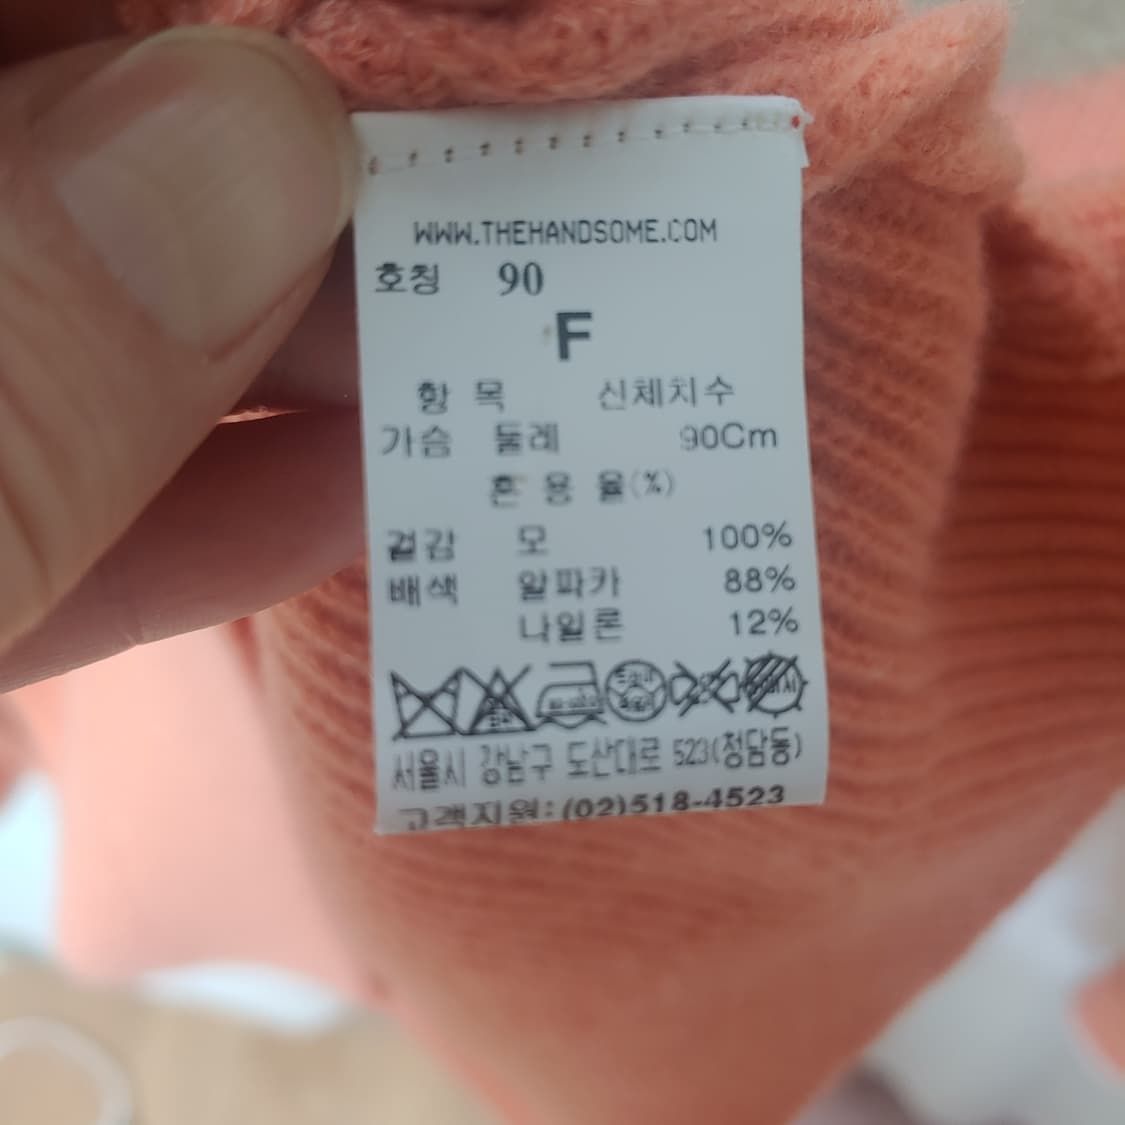 WWW.THEHANDSOME.COM
호칭 90
F
항 목 신체치수
가슴 둘레 90Cm
혼 용 율(%)
겉감 모 100%
배색 알파카 88%
나일론 12%
서울시 강남구 도산대로 523(청담동)
고객지원: (02)518-4523